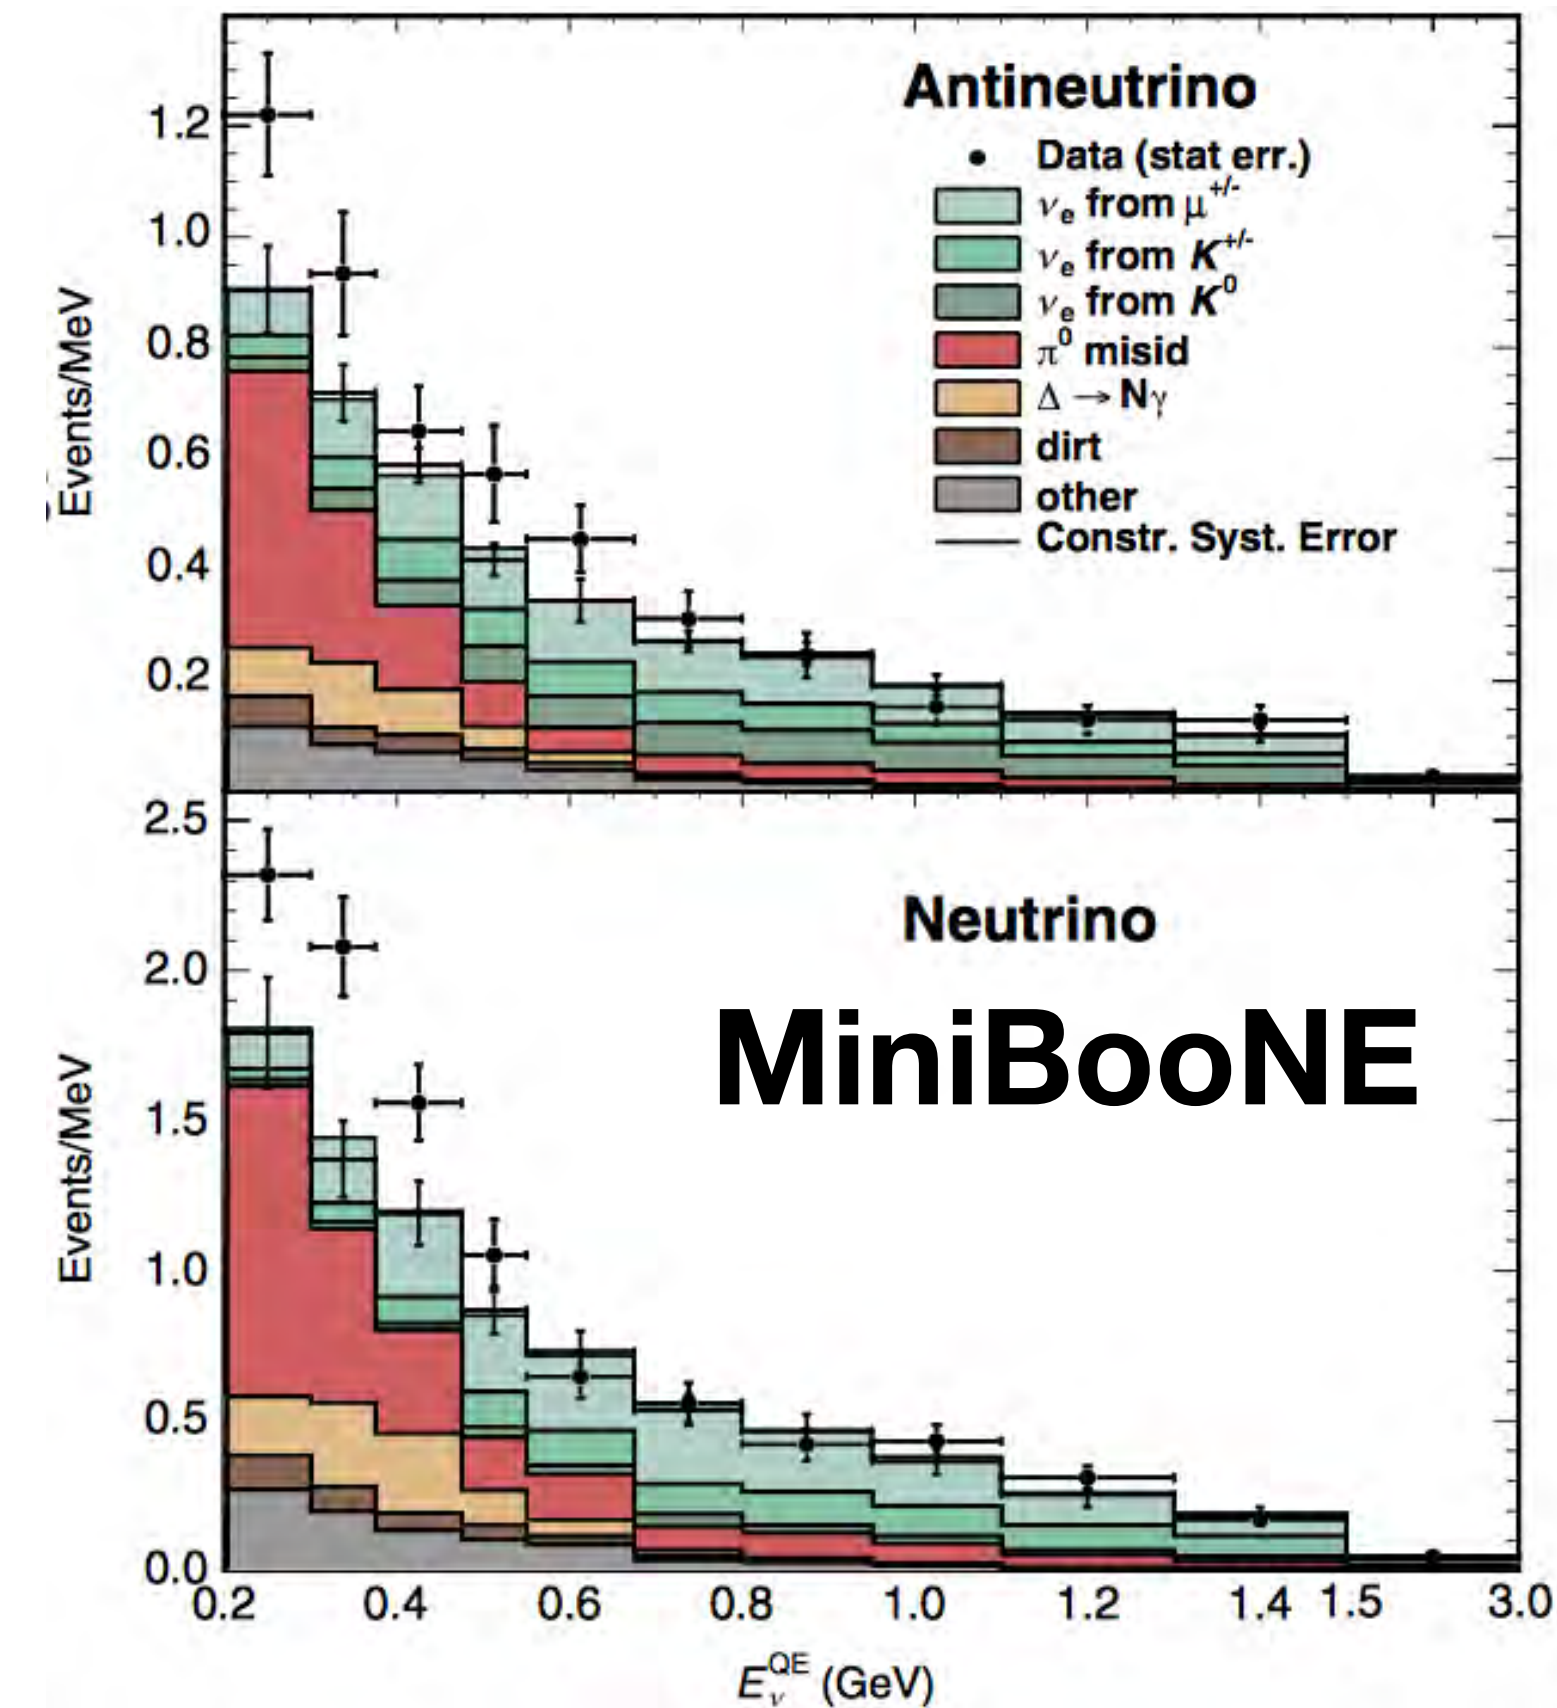 Antineutrino
Data (stat err.)
νe from μ+/-
νe from K+/-
νe from K0
π0 misid
Δ → Nγ
dirt
other
Constr. Syst. Error
Events/MeV
1.2
1.0
0.8
0.6
0.4
0.2
Neutrino
MiniBooNE
Events/MeV
2.5
2.0
1.5
1.0
0.5
0.0
0.2 0.4 0.6 0.8 1.0 1.2 1.4 1.5 3.0
EνQE (GeV)